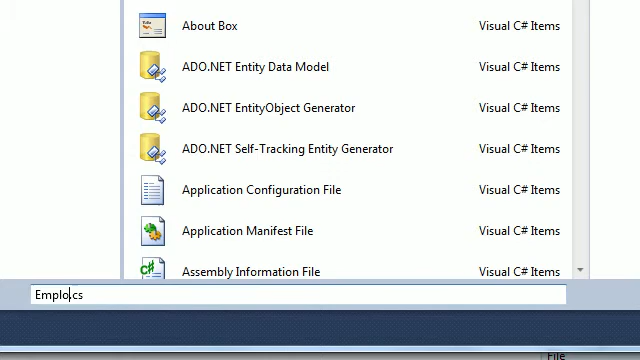 About Box Visual C# Items
ADO.NET Entity Data Model Visual C# Items
ADO.NET EntityObject Generator Visual C# Items
ADO.NET Self-Tracking Entity Generator Visual C# Items
Application Configuration File Visual C# Items
Application Manifest File Visual C# Items
C# Assembly Information File Visual C# Items
Emplo.cs
File